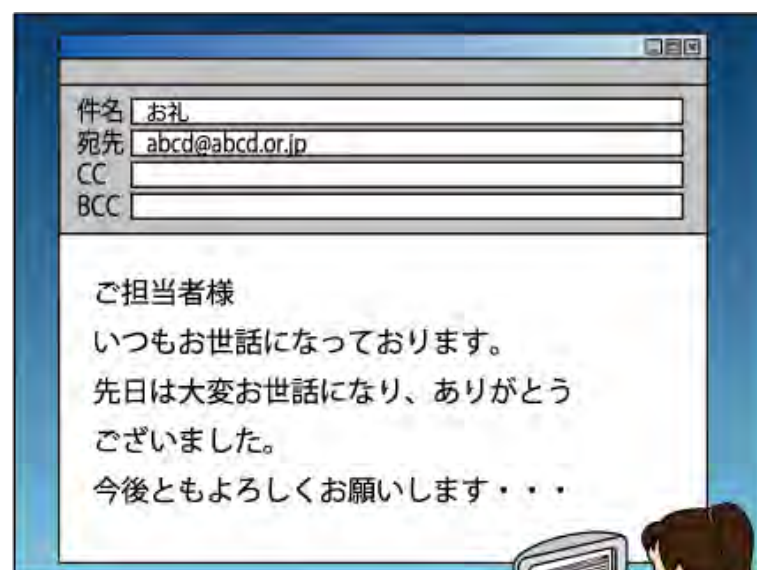 件名 お礼
宛先 abcd@abcd.or.jp
CC
BCC
ご担当者様
いつもお世話になっております。
先日は大変お世話になり、ありがとう
ございました。
今後ともよろしくお願いします・・・